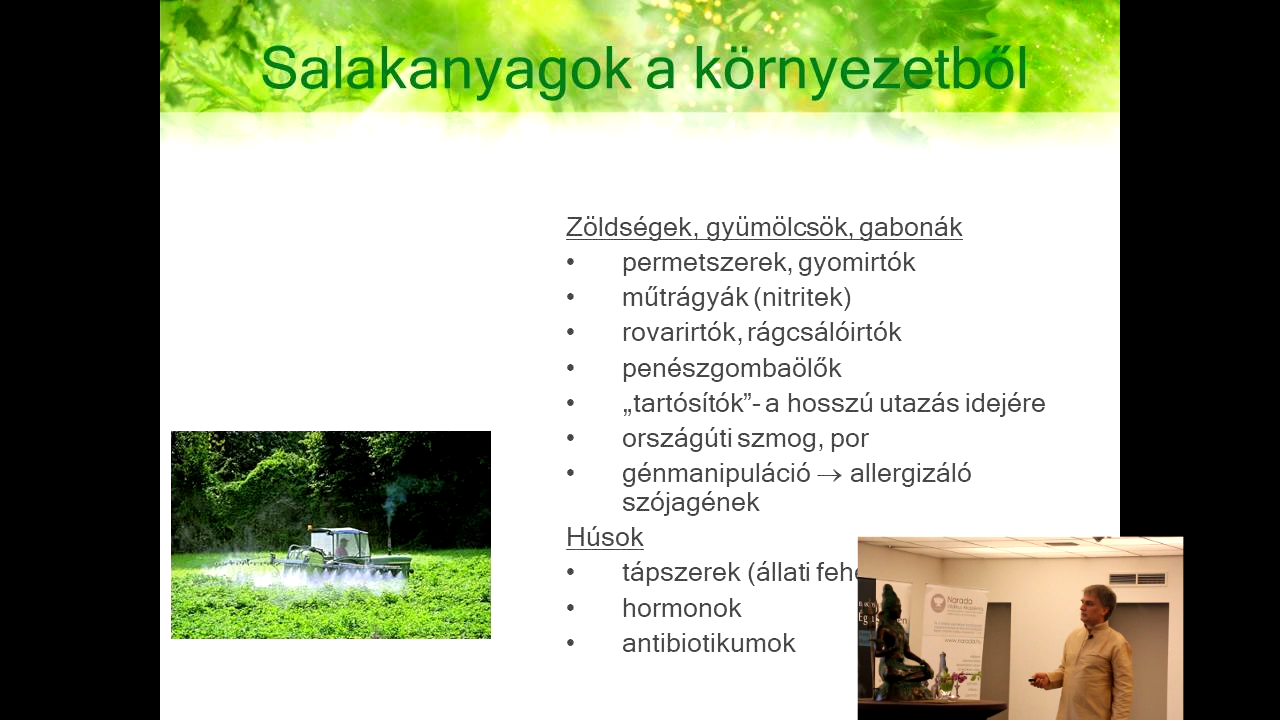 Salakanyagok a környezetből
Zöldségek, gyümölcsök, gabonák
• permetszerek, gyomirtók
• műtrágyák (nitritek)
• rovarirtók, rágcsálóirtók
• penészgombaölők
• „tartósítók”- a hosszú utazás idejére
• országúti szmog, por
• génmanipuláció → allergizáló
szójagének
Húsok
• tápszerek (állati
• hormonok
• antibiotikumok
Narada